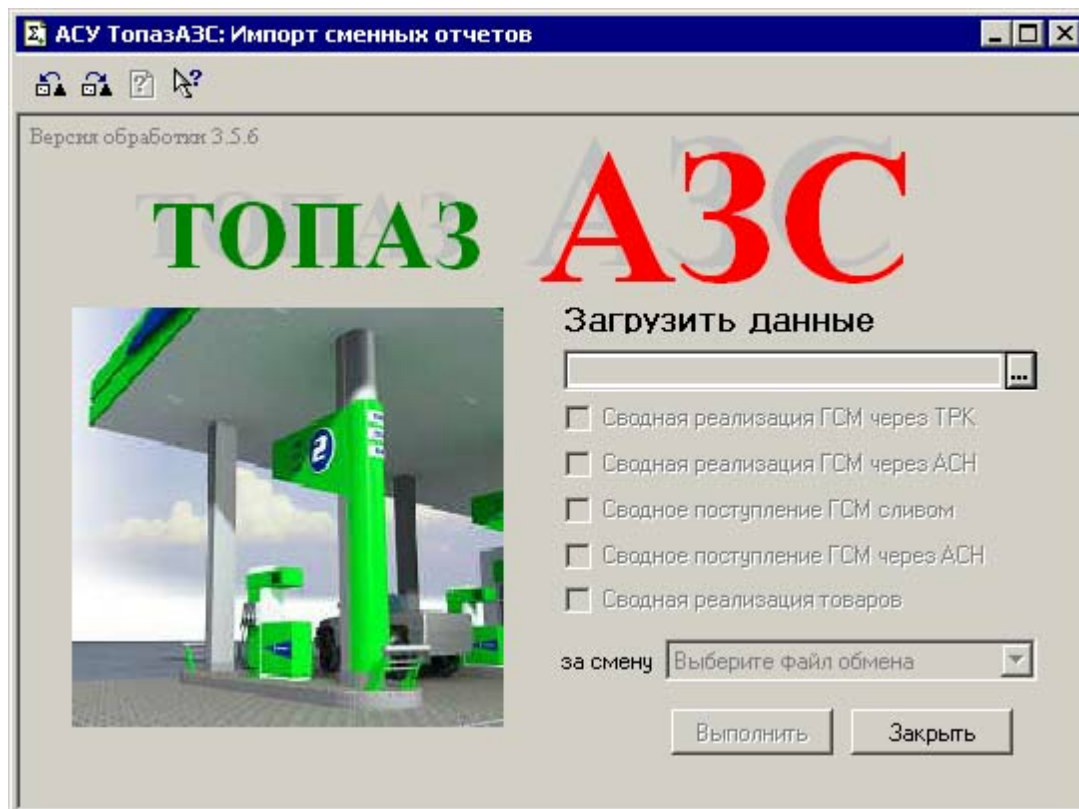 АСУ ТопазАЗС: Импорт сменных отчетов
Версия обработки 3.5.6
ТОПАЗ АЗС
Загрузить данные
...
Сводная реализация ГСМ через ТРК
Сводная реализация ГСМ через АСН
Сводное поступление ГСМ сливом
Сводное поступление ГСМ через АСН
Сводная реализация товаров
за смену Выберите файл обмена
Выполнить Закрыть
2